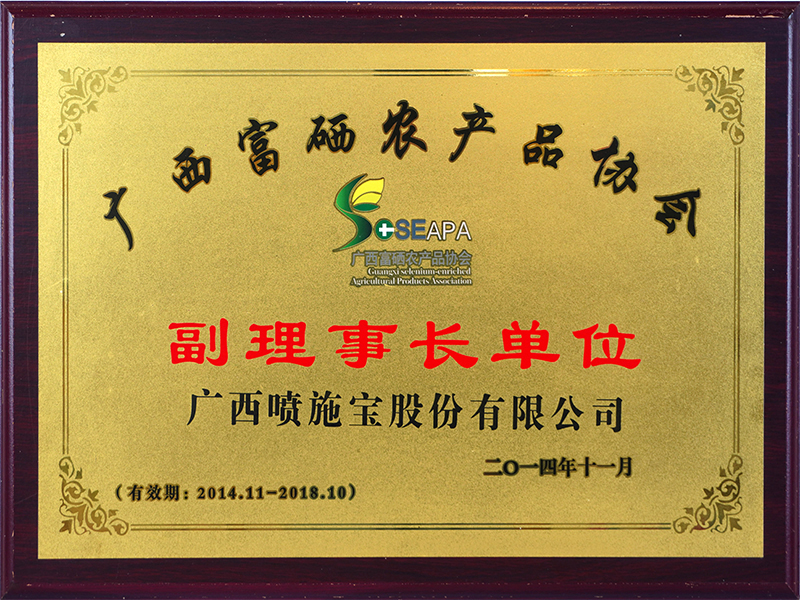 广西富硒农产品协会
SEAPA
广西富硒农产品协会
Guangxi selenium-enriched
Agricultural Products Association
副理事长单位
广西喷施宝股份有限公司
二〇一四年十一月
（有效期：2014.11-2018.10）